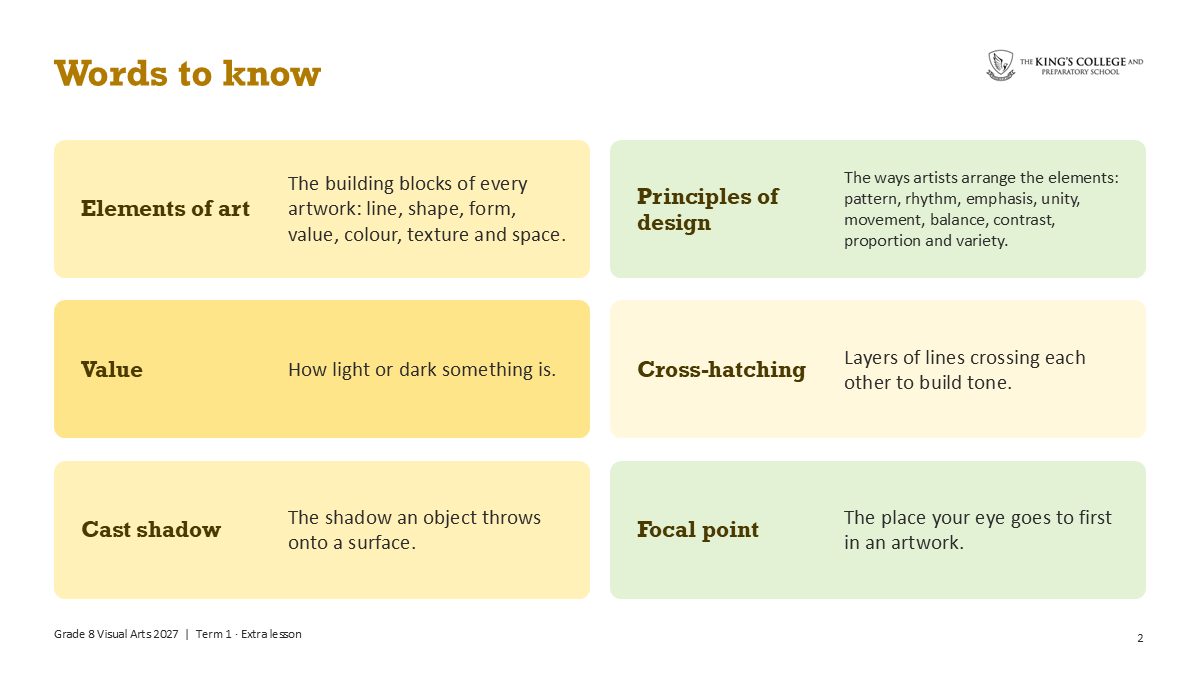 Words to know
THE KING'S COLLEGE AND
PREPARATORY SCHOOL
Elements of art
The building blocks of every
artwork: line, shape, form,
value, colour, texture and space.
Principles of
design
The ways artists arrange the elements:
pattern, rhythm, emphasis, unity,
movement, balance, contrast,
proportion and variety.
Value
How light or dark something is.
Cross-hatching
Layers of lines crossing each
other to build tone.
Cast shadow
The shadow an object throws
onto a surface.
Focal point
The place your eye goes to first
in an artwork.
Grade 8 Visual Arts 2027 | Term 1 · Extra lesson
2